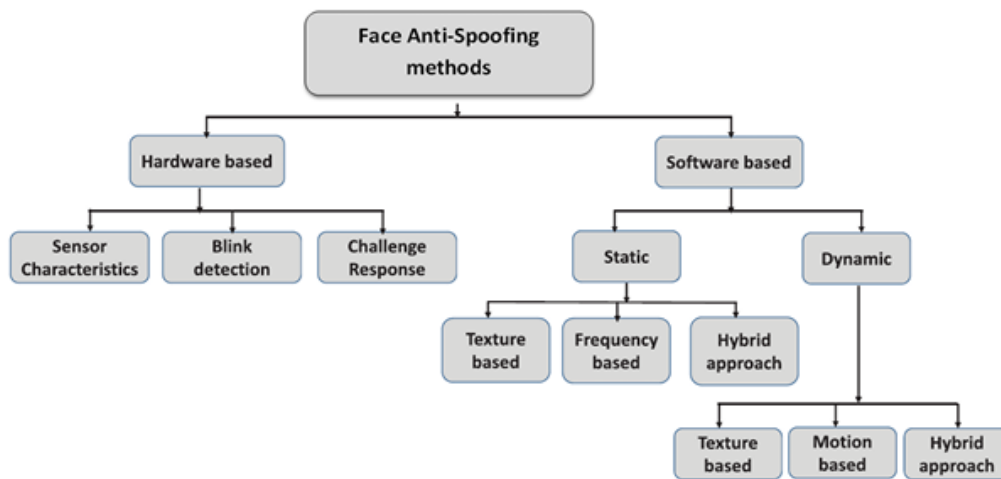 Face Anti-Spoofing
methods
Hardware based
Software based
Sensor
Characteristics
Blink
detection
Challenge
Response
Static
Dynamic
Texture
based
Frequency
based
Hybrid
approach
Texture
based
Motion
based
Hybrid
approach